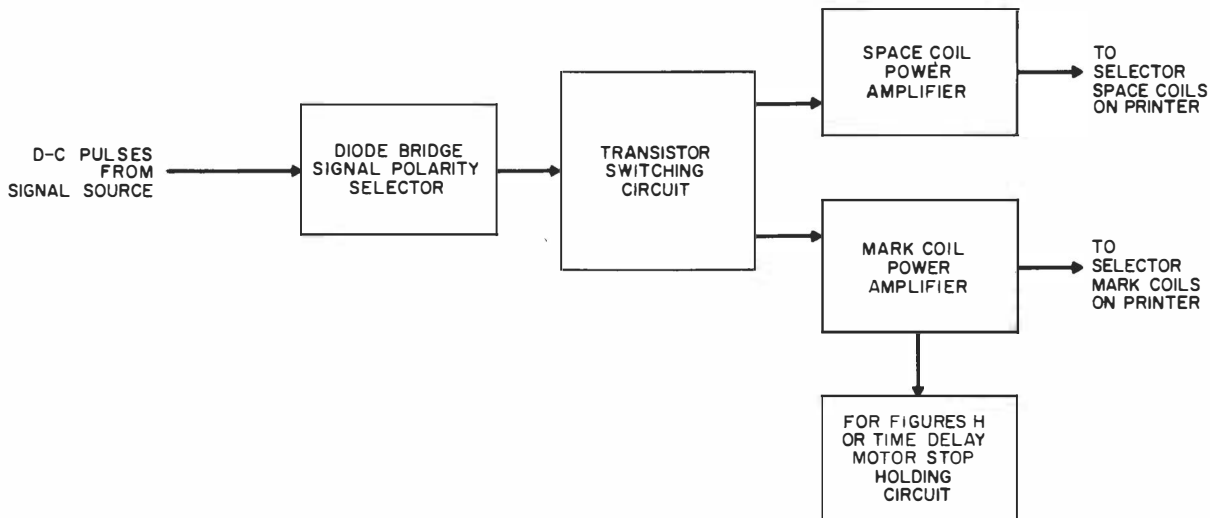 D-C PULSES
FROM
SIGNAL SOURCE
DIODE BRIDGE
SIGNAL POLARITY
SELECTOR
TRANSISTOR
SWITCHING
CIRCUIT
SPACE COIL
POWER
AMPLIFIER
TO
SELECTOR
SPACE COILS
ON PRINTER
MARK COIL
POWER
AMPLIFIER
TO
SELECTOR
MARK COILS
ON PRINTER
FOR FIGURES H
OR TIME DELAY
MOTOR STOP
HOLDING
CIRCUIT